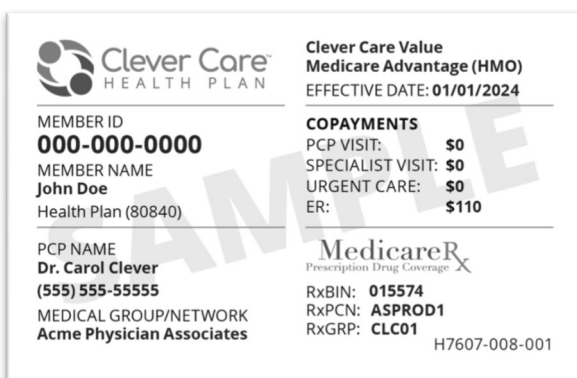 Clever Care™
HEALTH PLAN
Clever Care Value
Medicare Advantage (HMO)
EFFECTIVE DATE: 01/01/2024
MEMBER ID
000-000-0000
MEMBER NAME
John Doe
Health Plan (80840)
COPAYMENTS
PCP VISIT: $0
SPECIALIST VISIT: $0
URGENT CARE: $0
ER: $110
PCP NAME
Dr. Carol Clever
(555) 555-55555
MEDICAL GROUP/NETWORK
Acme Physician Associates
MedicareRx
Prescription Drug Coverage
RxBIN: 015574
RxPCN: ASPROD1
RxGRP: CLC01
H7607-008-001
SAMPLE